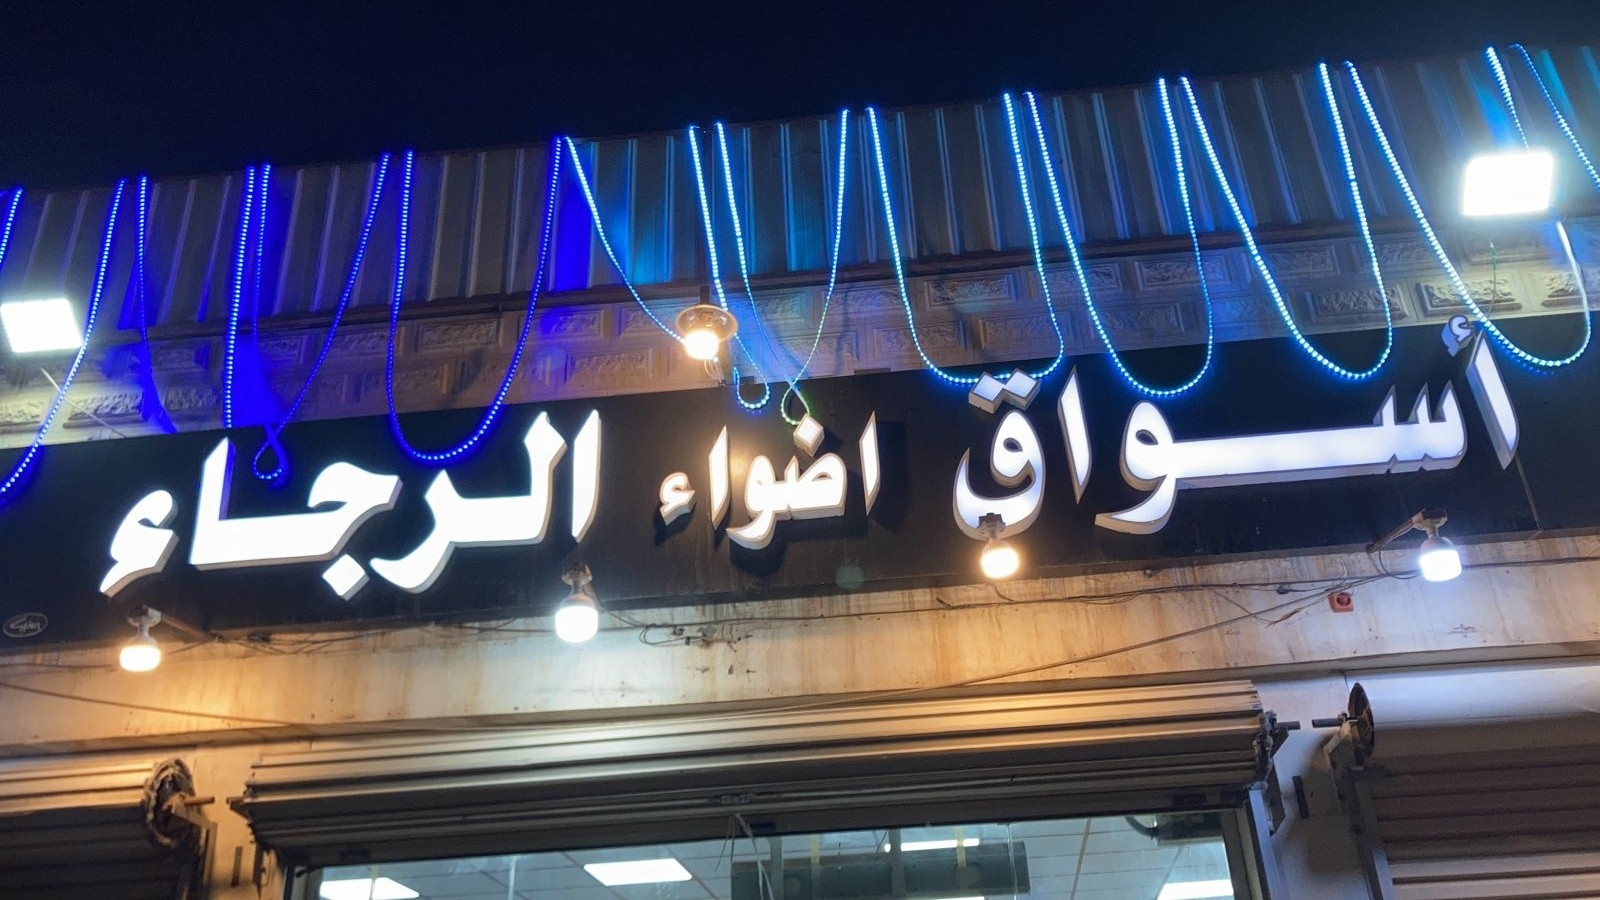 أسواق اضواء الرجاء